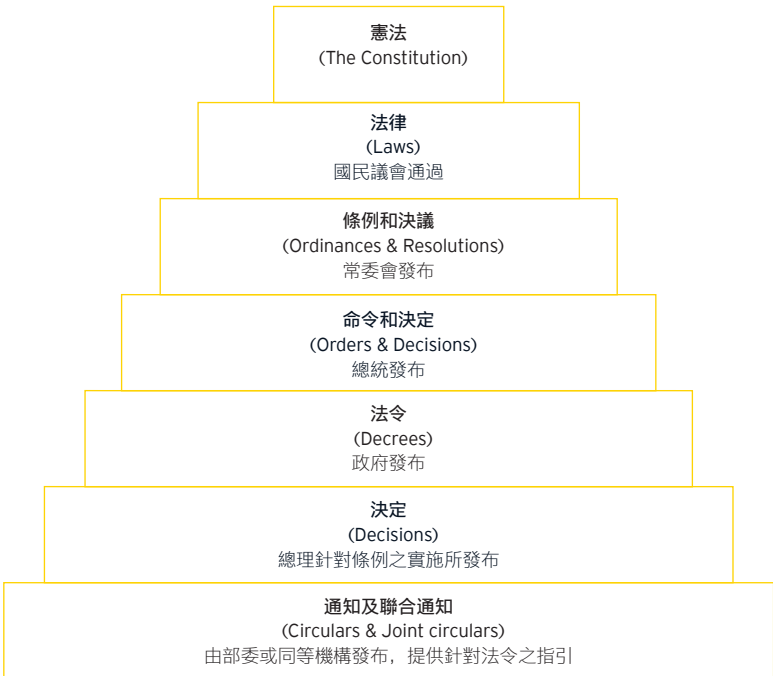 憲法
(The Constitution)
法律
(Laws)
國民議會通過
條例和決議
(Ordinances & Resolutions)
常委會發布
命令和決定
(Orders & Decisions)
總統發布
法令
(Decrees)
政府發布
決定
(Decisions)
總理針對條例之實施所發布
通知及聯合通知
(Circulars & Joint circulars)
由部委或同等機構發布，提供針對法令之指引